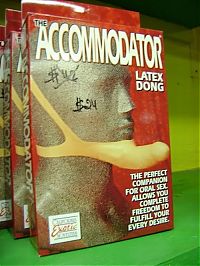 THE
ACCOMMODATOR
LATEX
DONG
THE PERFECT
COMPANION
FOR ORAL SEX.
ALLOWS YOU
COMPLETE
FREEDOM TO
FULFILL YOUR
EVERY DESIRE.
Exotic